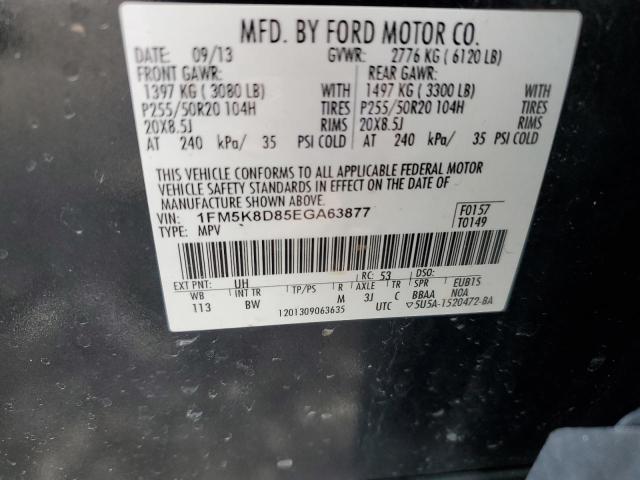 MFD. BY FORD MOTOR CO.
DATE: 09/13 GVWR: 2776 KG ( 6120 LB)
FRONT GAWR: REAR GAWR:
1397 KG ( 3080 LB) WITH 1497 KG ( 3300 LB) WITH
P255/50R20 104H TIRES P255/50R20 104H TIRES
20X8.5J RIMS 20X8.5J RIMS
AT 240 kPa/ 35 PSI COLD AT 240 kPa/ 35 PSI COLD
THIS VEHICLE CONFORMS TO ALL APPLICABLE FEDERAL MOTOR
VEHICLE SAFETY STANDARDS IN EFFECT ON THE DATE OF
MANUFACTURE SHOWN ABOVE.
VIN: 1FM5K8D85EGA63877 F0157
TYPE: MPV T0149
EXT PNT: UH RC: 53 DSO:
WB INT TR TP/PS R AXLE TR SPR EUB15
113 BW M 3J C BBAA NOA
1201309063635 UTC ▽5U5A-1520472-BA